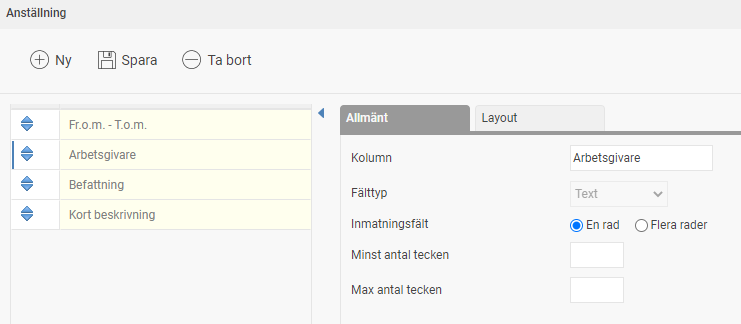 Anställning
Ny Spara Ta bort
Fr.o.m. - T.o.m.
Arbetsgivare
Befattning
Kort beskrivning
Allmänt Layout
Kolumn Arbetsgivare
Fälttyp Text
Inmatningsfält En rad Flera rader
Minst antal tecken
Max antal tecken